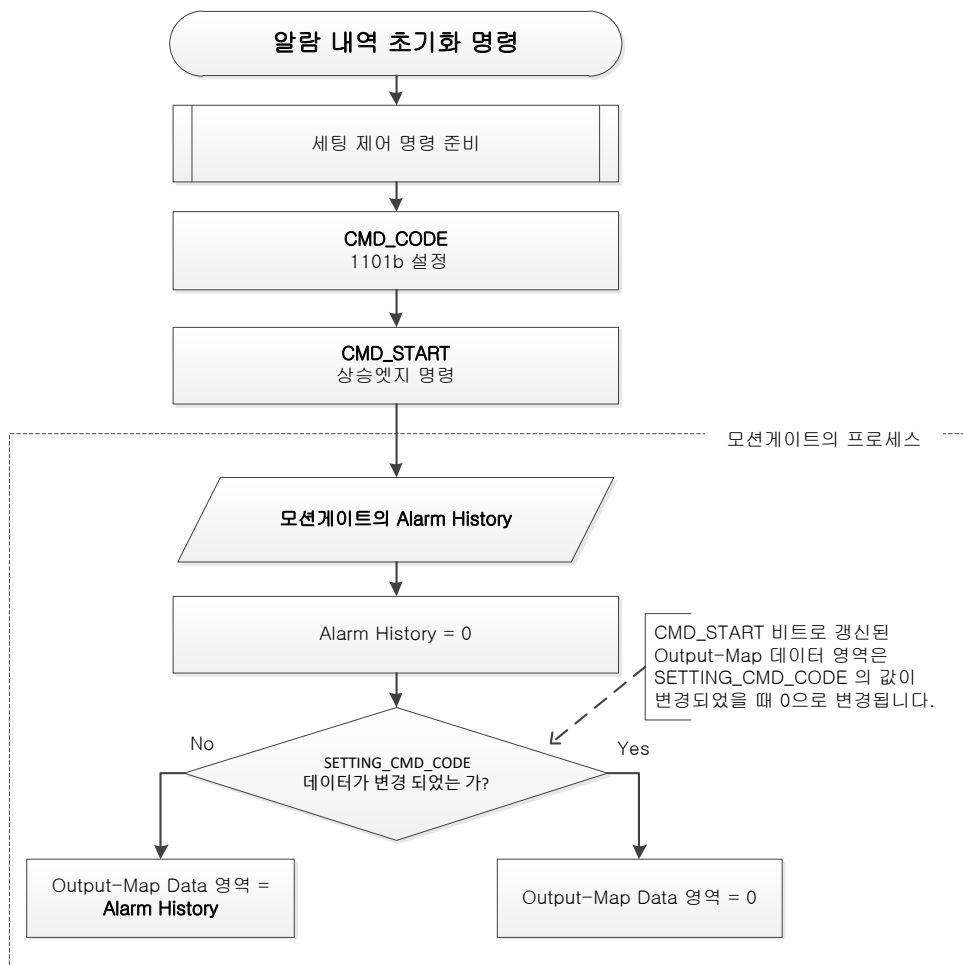 알람 내역 초기화 명령
세팅 제어 명령 준비
CMD_CODE
1101b 설정
CMD_START
상승엣지 명령
모션게이트의 프로세스
모션게이트의 Alarm History
Alarm History = 0
CMD_START 비트로 갱신된
Output-Map 데이터 영역은
SETTING_CMD_CODE 의 값이
변경되었을 때 0으로 변경됩니다.
No
Yes
SETTING_CMD_CODE
데이터가 변경 되었는 가?
Output-Map Data 영역 =
Alarm History
Output-Map Data 영역 = 0